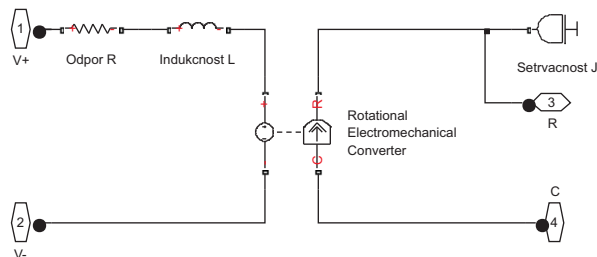 1
V+
Odpor R
Indukcnost L
+
R
Rotational
Electromechanical
Converter
C
Setrvacnost J
3
R
2
V-
C
4